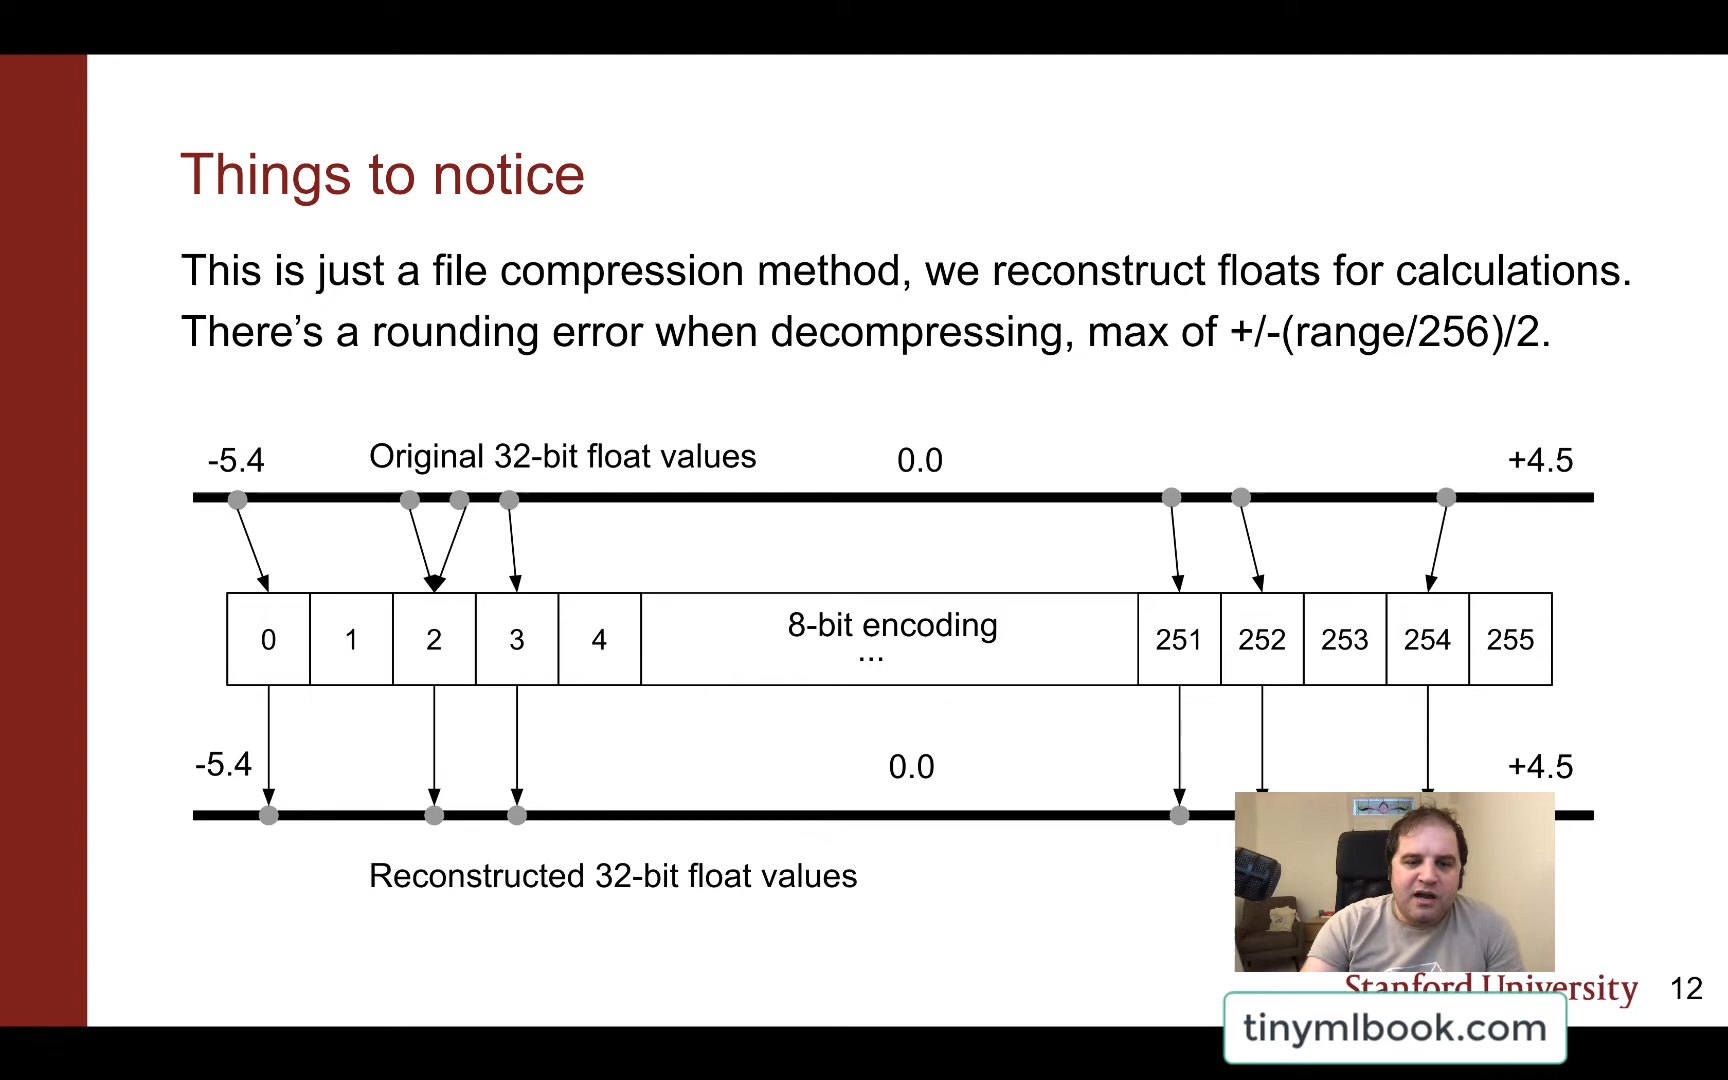 Things to notice
This is just a file compression method, we reconstruct floats for calculations.
There’s a rounding error when decompressing, max of +/-(range/256)/2.
-5.4 Original 32-bit float values 0.0 +4.5
0 1 2 3 4 8-bit encoding ... 251 252 253 254 255
-5.4 0.0 +4.5
Reconstructed 32-bit float values
Stanford University 12
tinymlbook.com